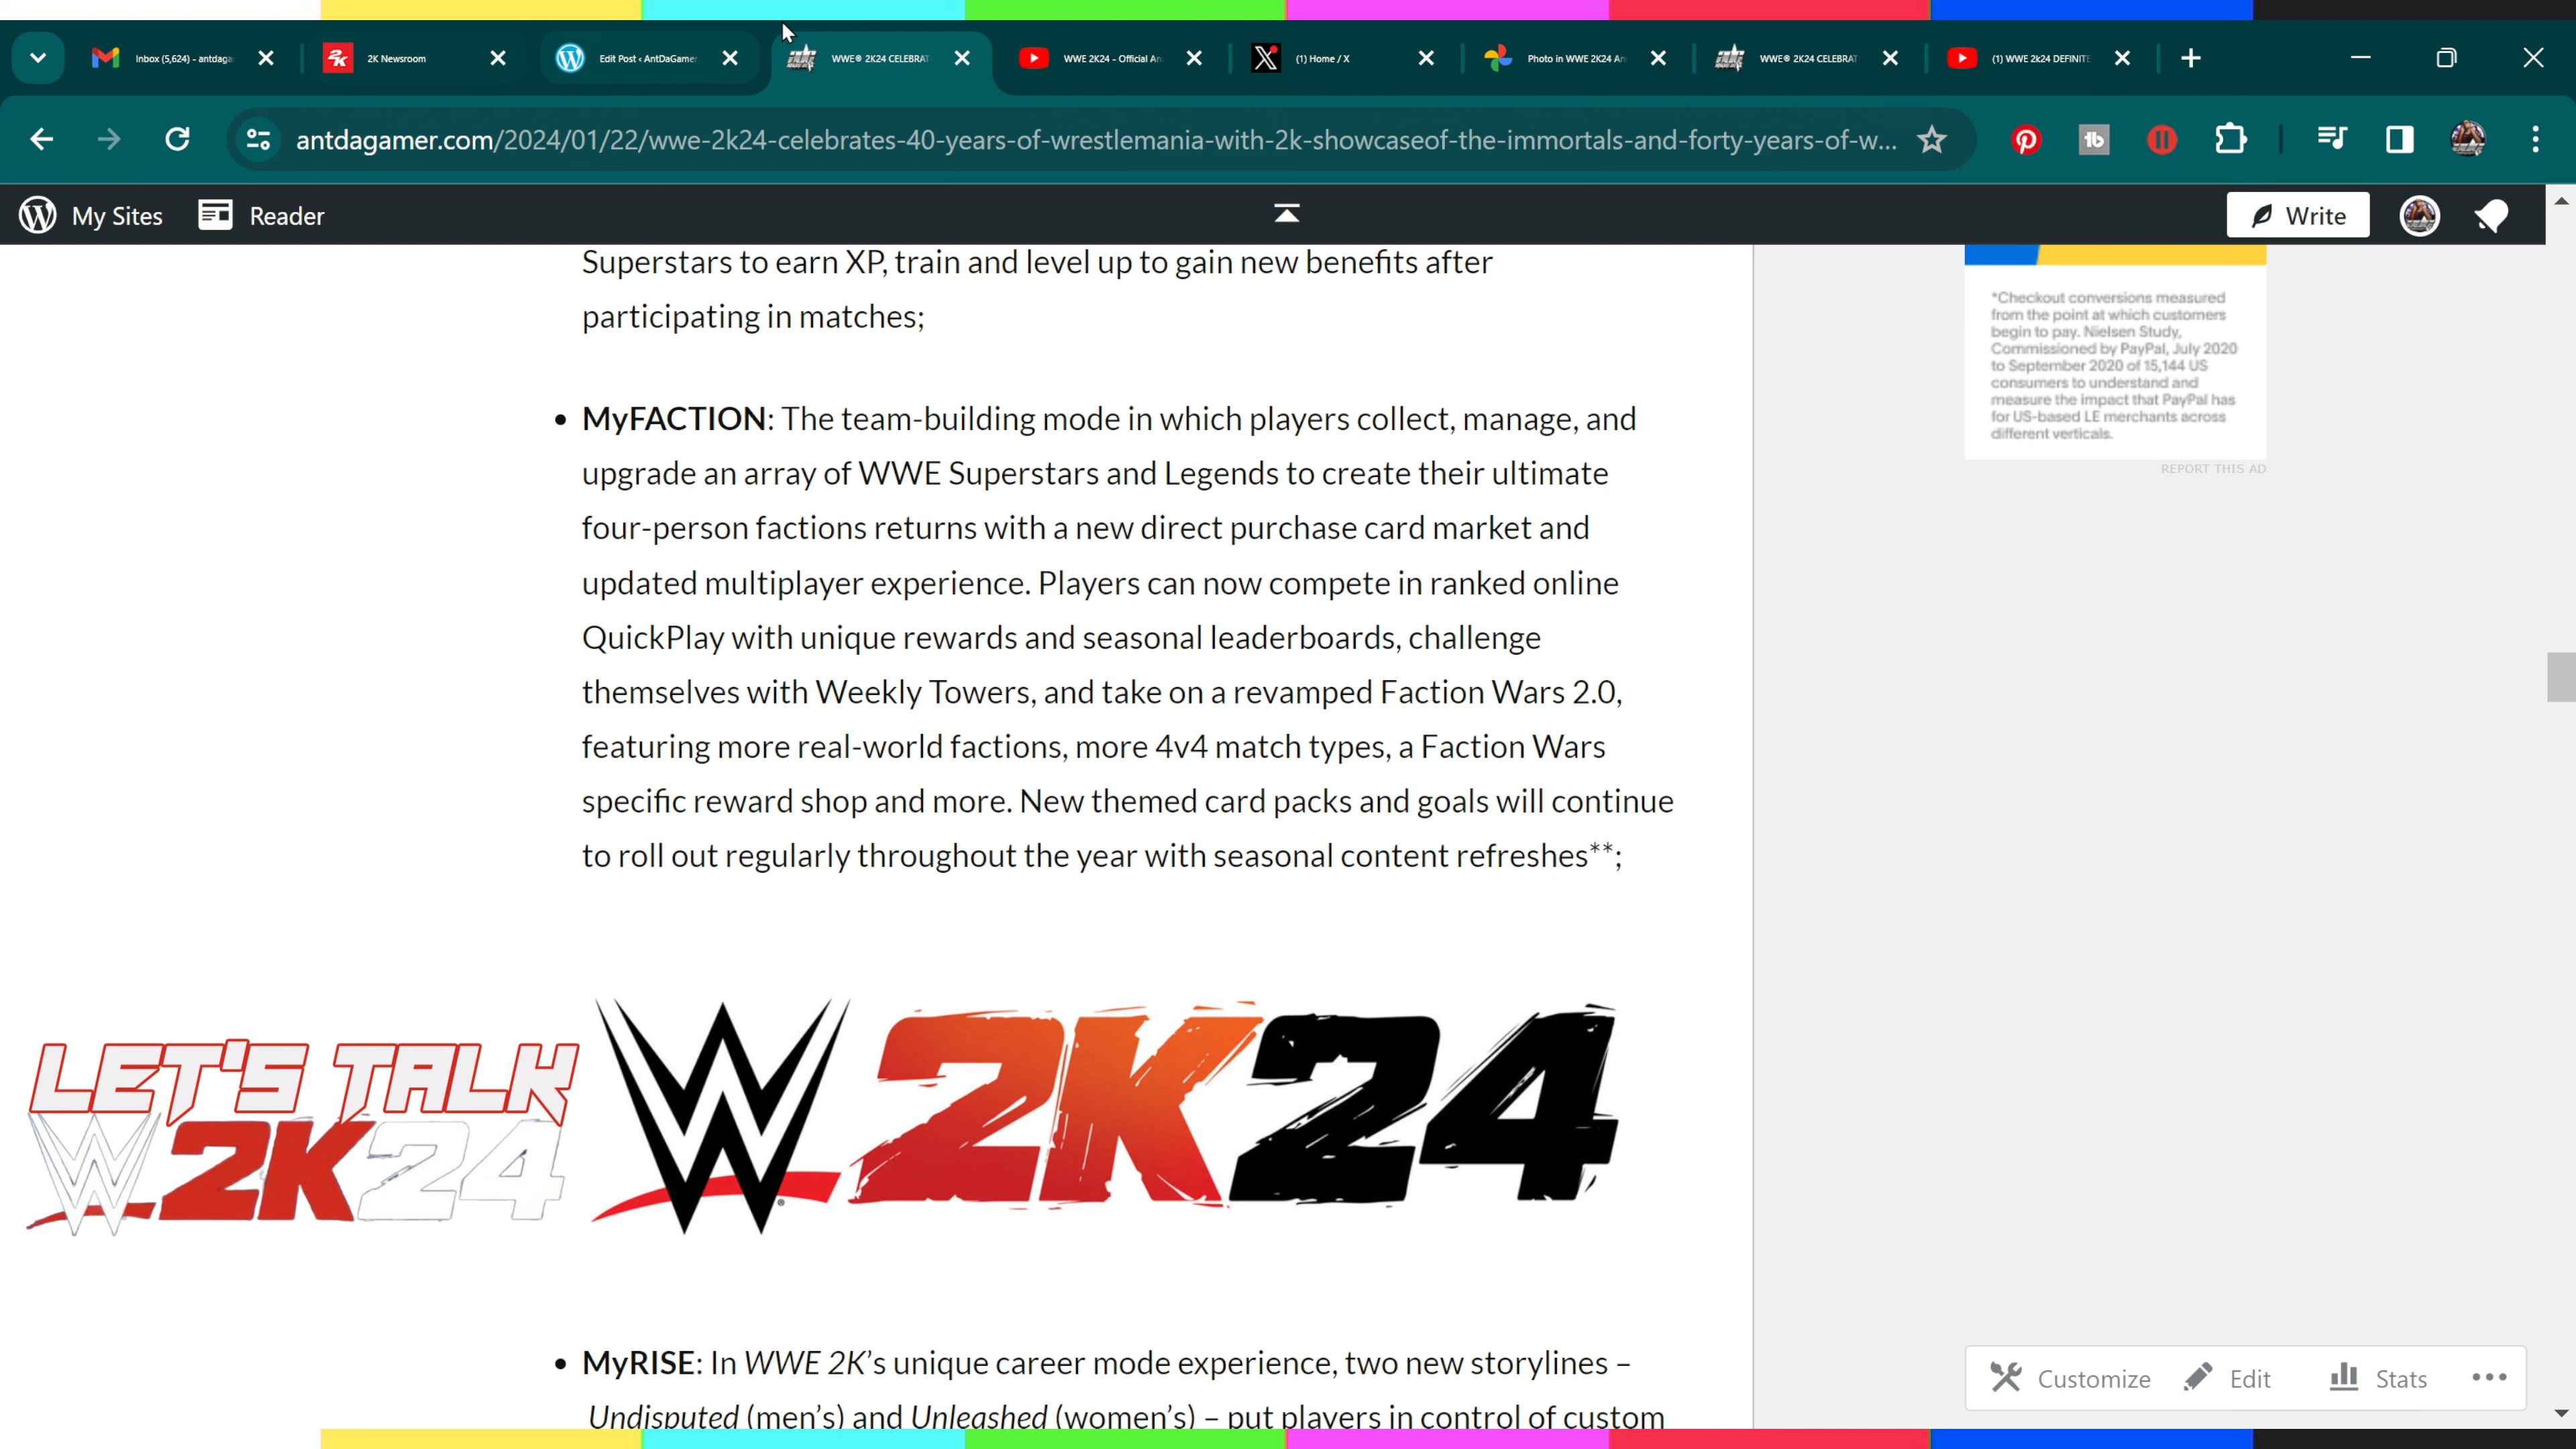 Inbox (5,624) - antdaga
2K Newsroom
Edit Post ‹ AntDaGamer
WWE® 2K24 CELEBRAT
WWE 2K24 - Official An
(1) Home / X
Photo in WWE 2K24 An
WWE® 2K24 CELEBRAT
(1) WWE 2k24 DEFINITE
antdagamer.com/2024/01/22/wwe-2k24-celebrates-40-years-of-wrestlemania-with-2k-showcaseof-the-immortals-and-forty-years-of-w...
My Sites
Reader
Write
Superstars to earn XP, train and level up to gain new benefits after
participating in matches;
• MyFACTION: The team-building mode in which players collect, manage, and
upgrade an array of WWE Superstars and Legends to create their ultimate
four-person factions returns with a new direct purchase card market and
updated multiplayer experience. Players can now compete in ranked online
QuickPlay with unique rewards and seasonal leaderboards, challenge
themselves with Weekly Towers, and take on a revamped Faction Wars 2.0,
featuring more real-world factions, more 4v4 match types, a Faction Wars
specific reward shop and more. New themed card packs and goals will continue
to roll out regularly throughout the year with seasonal content refreshes**;
LET'S TALK
W 2K24
W 2K24
®
• MyRISE: In WWE 2K's unique career mode experience, two new storylines –
Undisputed (men's) and Unleashed (women's) – put players in control of custom
*Checkout conversions measured
from the point at which customers
begin to pay. Nielsen Study,
Commissioned by PayPal, July 2020
to September 2020 of 15,144 US
consumers to understand and
measure the impact that PayPal has
for US-based LE merchants across
different verticals.
REPORT THIS AD
Customize
Edit
Stats